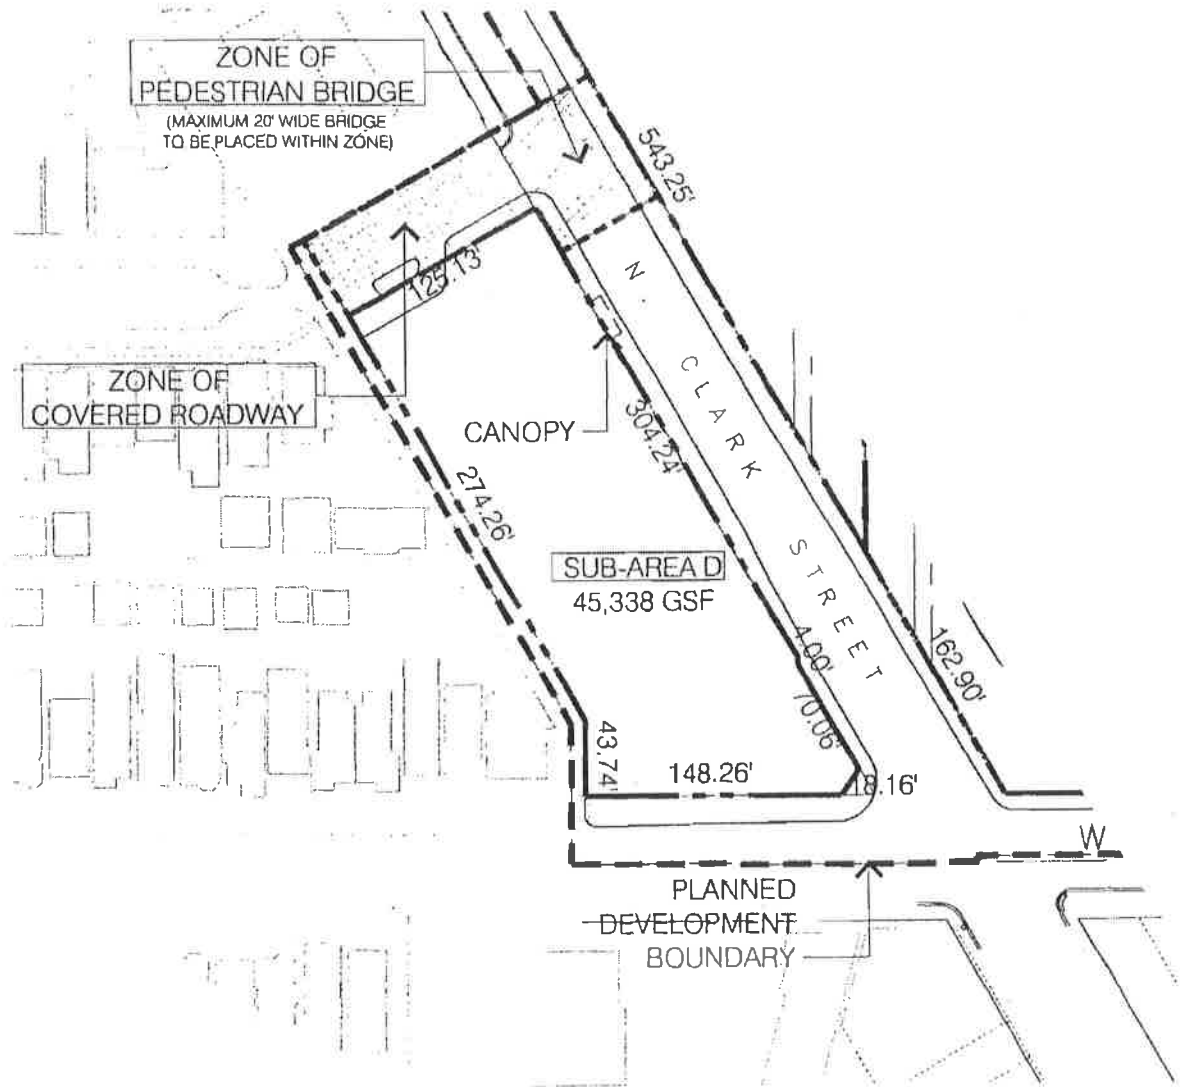 ZONE OF
PEDESTRIAN BRIDGE
(MAXIMUM 20' WIDE BRIDGE
TO BE PLACED WITHIN ZONE)
543.25'
125.13'
N. CLARK STREET
ZONE OF
COVERED ROADWAY
CANOPY
304.24'
274.26'
SUB-AREA D
45,338 GSF
4.00'
162.90'
70.06'
43.74'
148.26'
18.16'
W
PLANNED
DEVELOPMENT
BOUNDARY